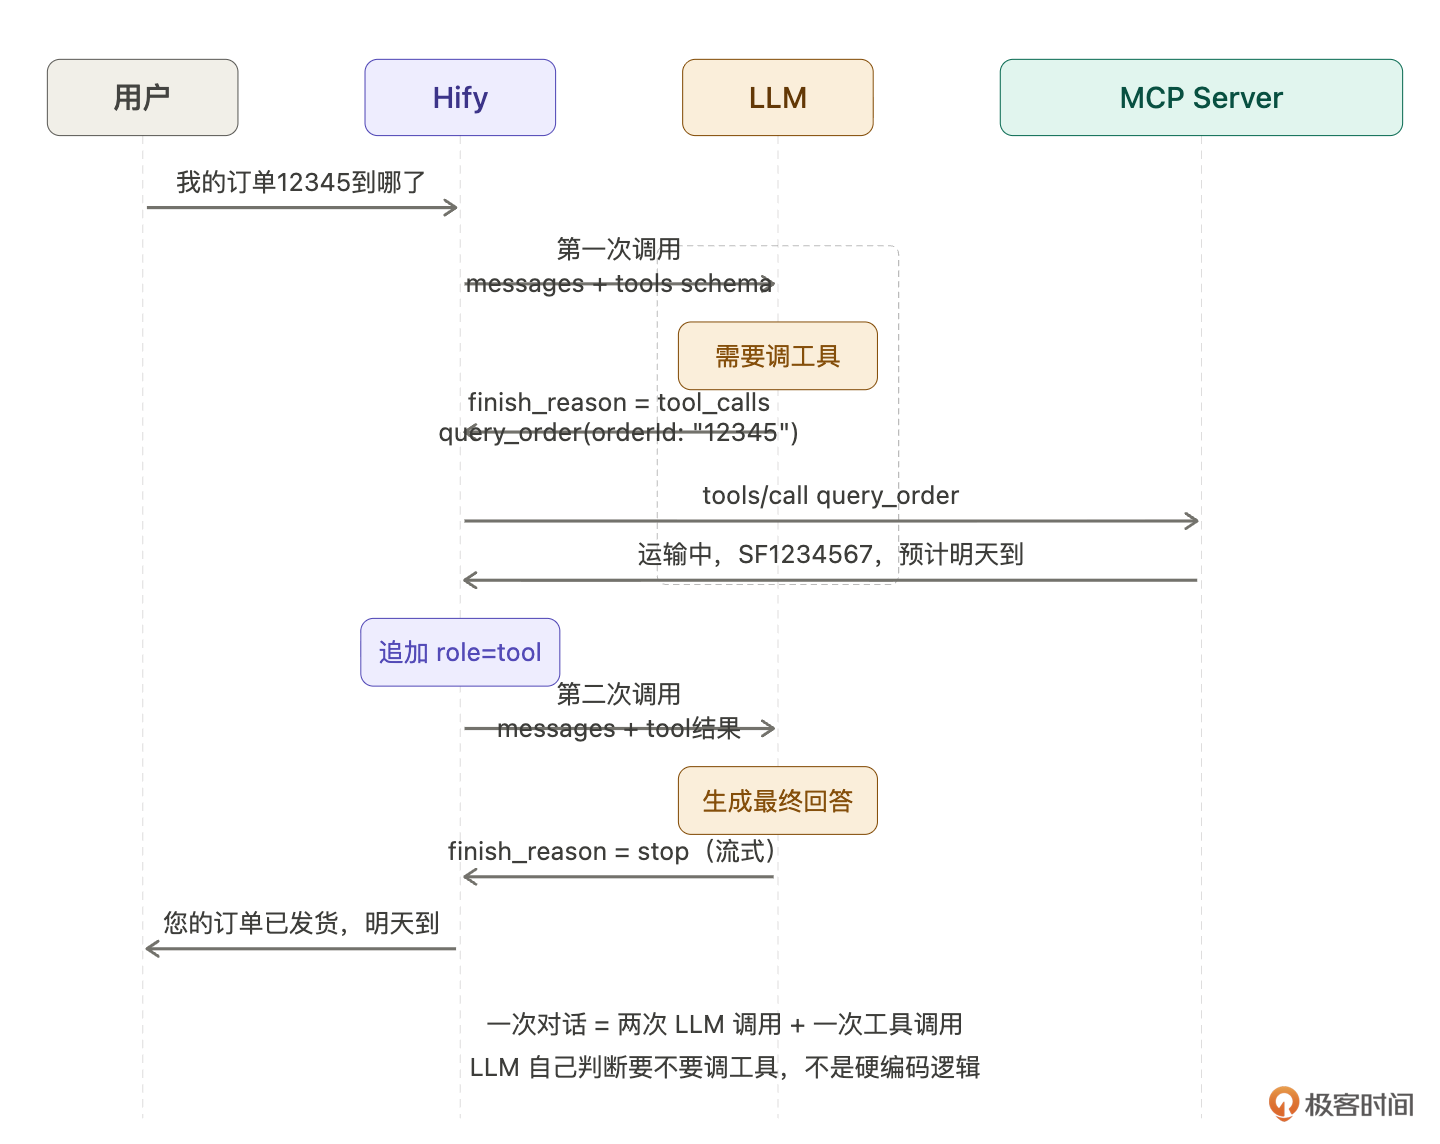 用户
Hify
LLM
MCP Server
我的订单12345到哪了
第一次调用
messages + tools schema
需要调工具
finish_reason = tool_calls
query_order(orderId: "12345")
tools/call query_order
运输中，SF1234567，预计明天到
追加 role=tool
第二次调用
messages + tool结果
生成最终回答
finish_reason = stop（流式）
您的订单已发货，明天到
一次对话 = 两次 LLM 调用 + 一次工具调用
LLM 自己判断要不要调工具，不是硬编码逻辑
极客时间